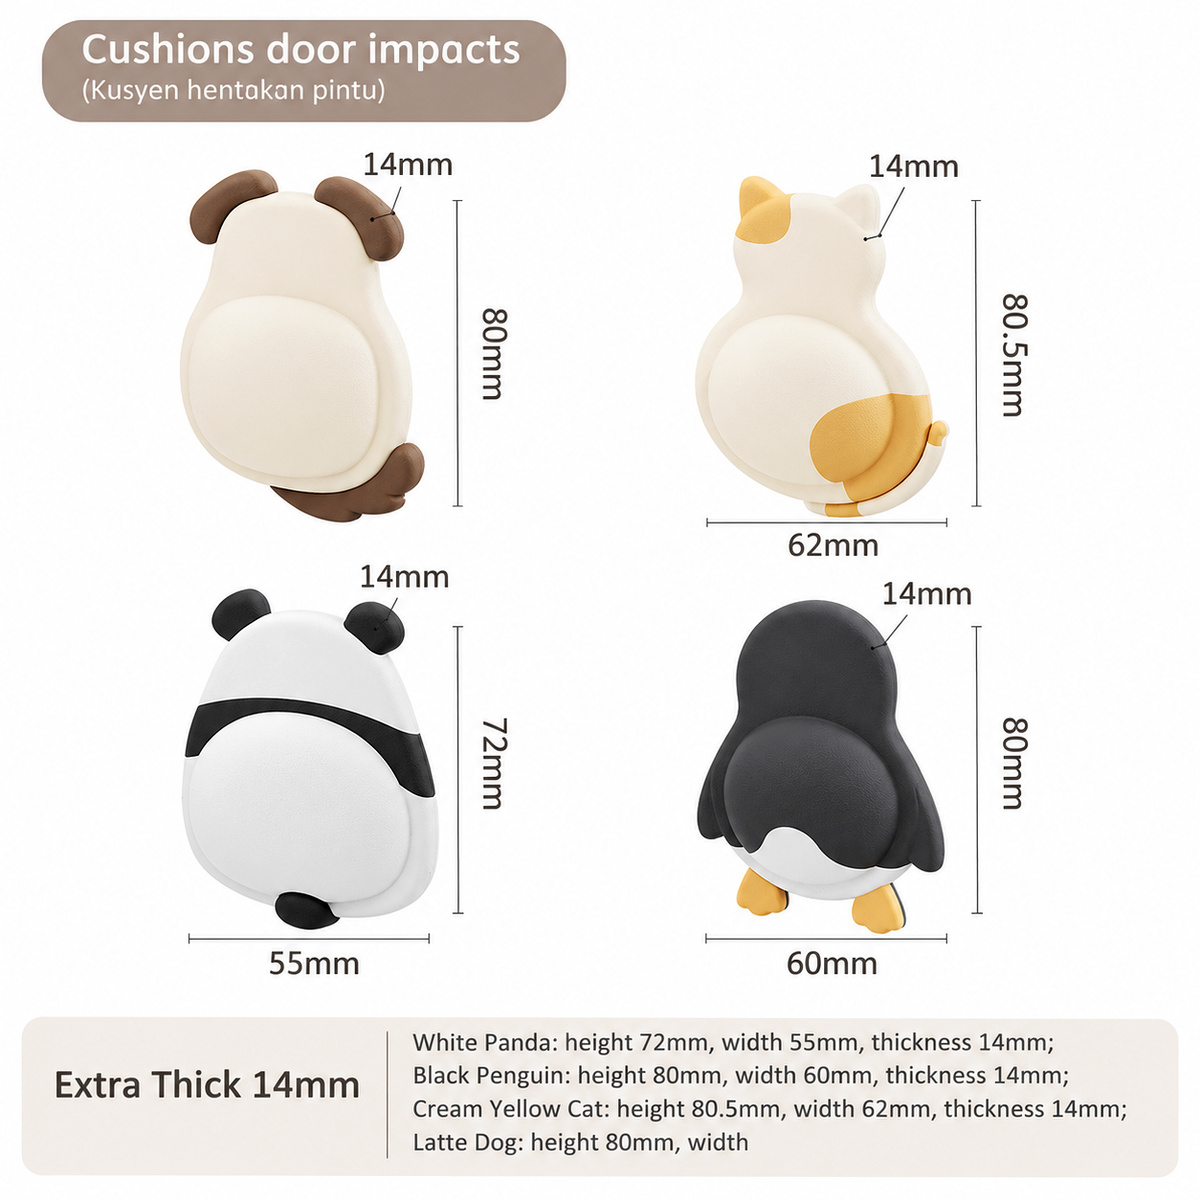 Cushions door impacts
(Kusyen hentakan pintu)
14mm
80mm
14mm
80.5mm
62mm
14mm
72mm
55mm
14mm
80mm
60mm
Extra Thick 14mm
White Panda: height 72mm, width 55mm, thickness 14mm;
Black Penguin: height 80mm, width 60mm, thickness 14mm;
Cream Yellow Cat: height 80.5mm, width 62mm, thickness 14mm;
Latte Dog: height 80mm, width